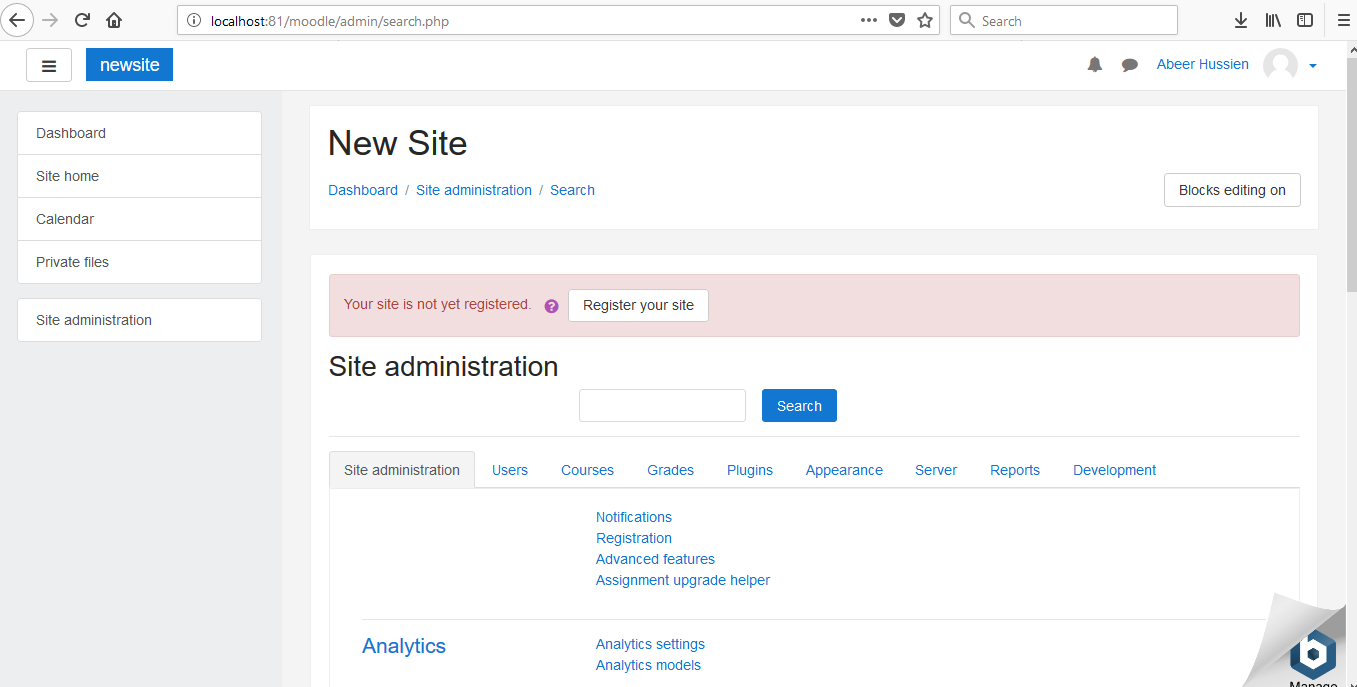 localhost:81/moodle/admin/search.php
Search
newsite
Abeer Hussien
Dashboard
Site home
Calendar
Private files
Site administration
New Site
Dashboard / Site administration / Search
Blocks editing on
Your site is not yet registered. ? Register your site
Site administration
Search
Site administration Users Courses Grades Plugins Appearance Server Reports Development
Notifications
Registration
Advanced features
Assignment upgrade helper
Analytics
Analytics settings
Analytics models
Manage